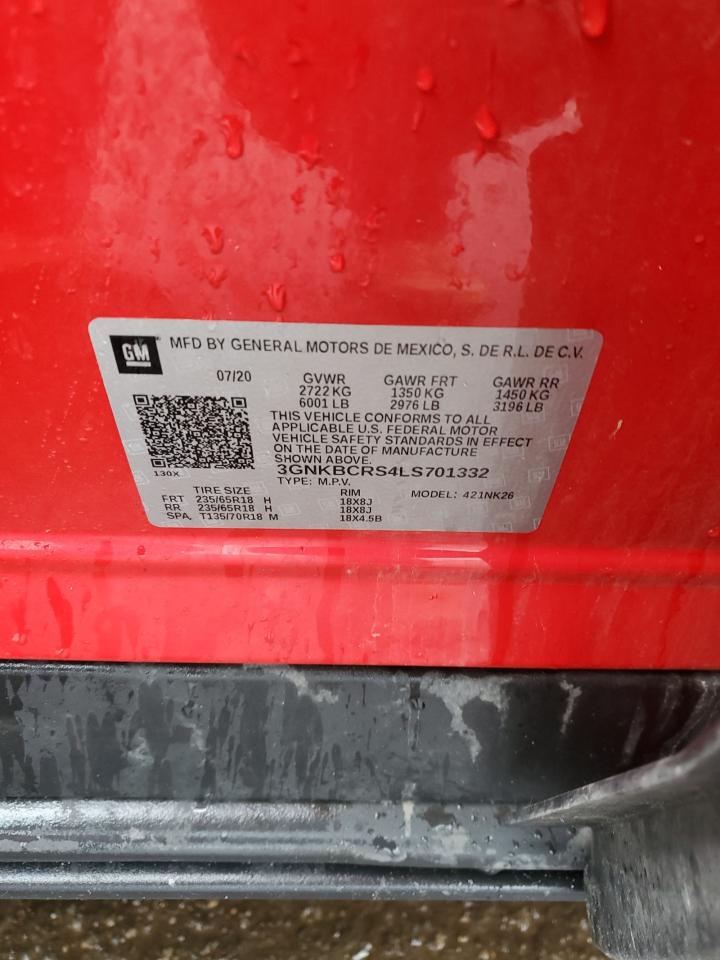 GM MFD BY GENERAL MOTORS DE MEXICO, S. DE R.L. DE C.V.
07/20 GVWR GAWR FRT GAWR RR
2722 KG 1350 KG 1450 KG
6001 LB 2976 LB 3196 LB
THIS VEHICLE CONFORMS TO ALL
APPLICABLE U.S. FEDERAL MOTOR
VEHICLE SAFETY STANDARDS IN EFFECT
ON THE DATE OF MANUFACTURE
SHOWN ABOVE.
130X 3GNKBCRS4LS701332
TYPE: M.P.V.
TIRE SIZE RIM MODEL: 421NK26
FRT 235/65R18 H 18X8J
RR 235/65R18 H 18X8J
SPA. T135/70R18 M 18X4.5B